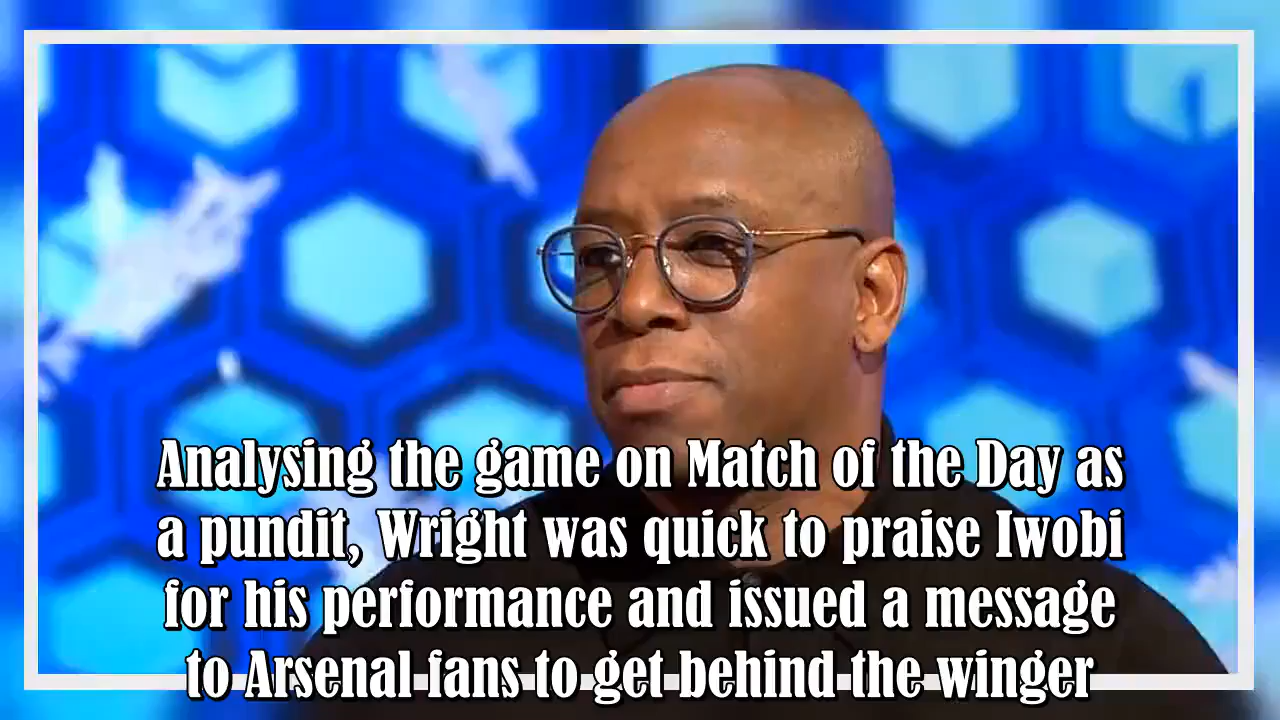 Analysing the game on Match of the Day as
a pundit, Wright was quick to praise Iwobi
for his performance and issued a message
to Arsenal fans to get behind the winger